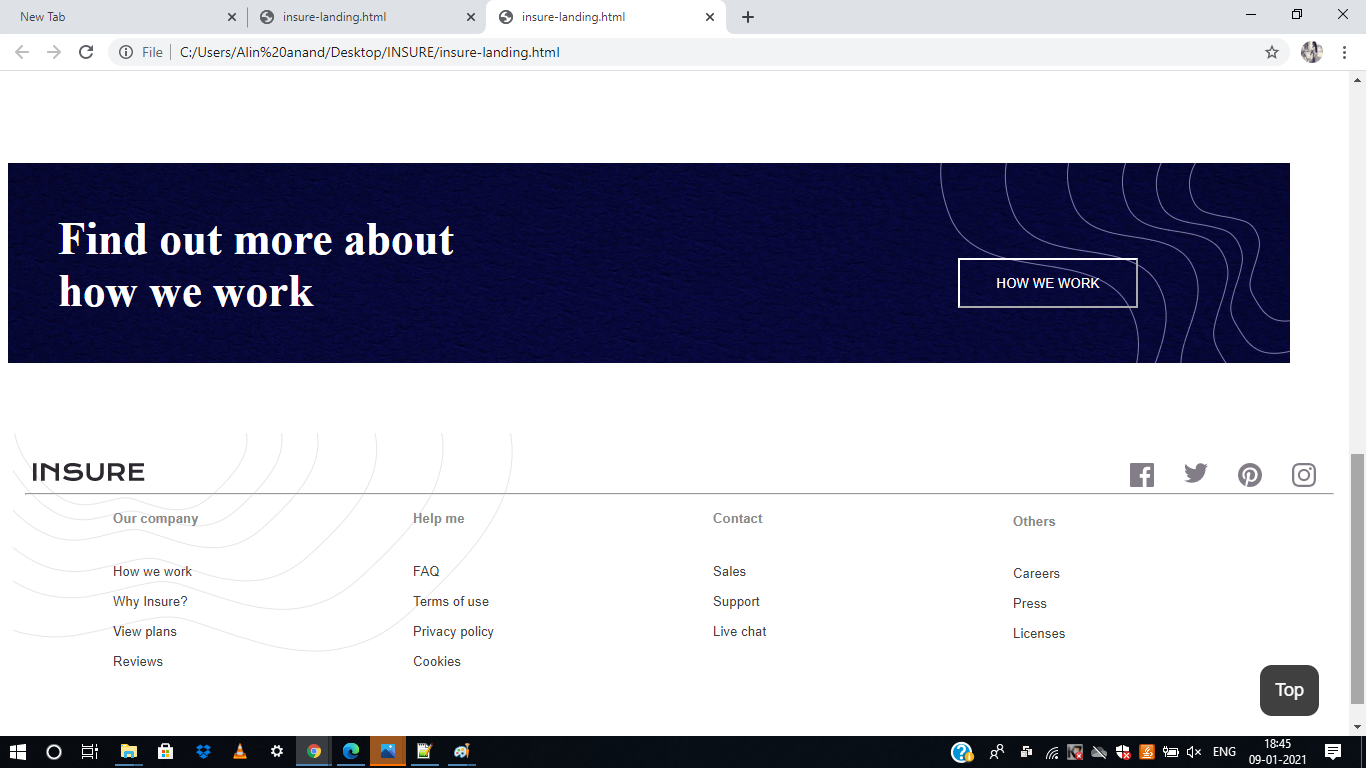 New Tab
insure-landing.html
insure-landing.html
File
C:/Users/Alin%20anand/Desktop/INSURE/insure-landing.html
Find out more about
how we work
HOW WE WORK
INSURE
Our company
Help me
Contact
Others
How we work
FAQ
Sales
Careers
Why Insure?
Terms of use
Support
Press
View plans
Privacy policy
Live chat
Licenses
Reviews
Cookies
Top
ENG
18:45
09-01-2021